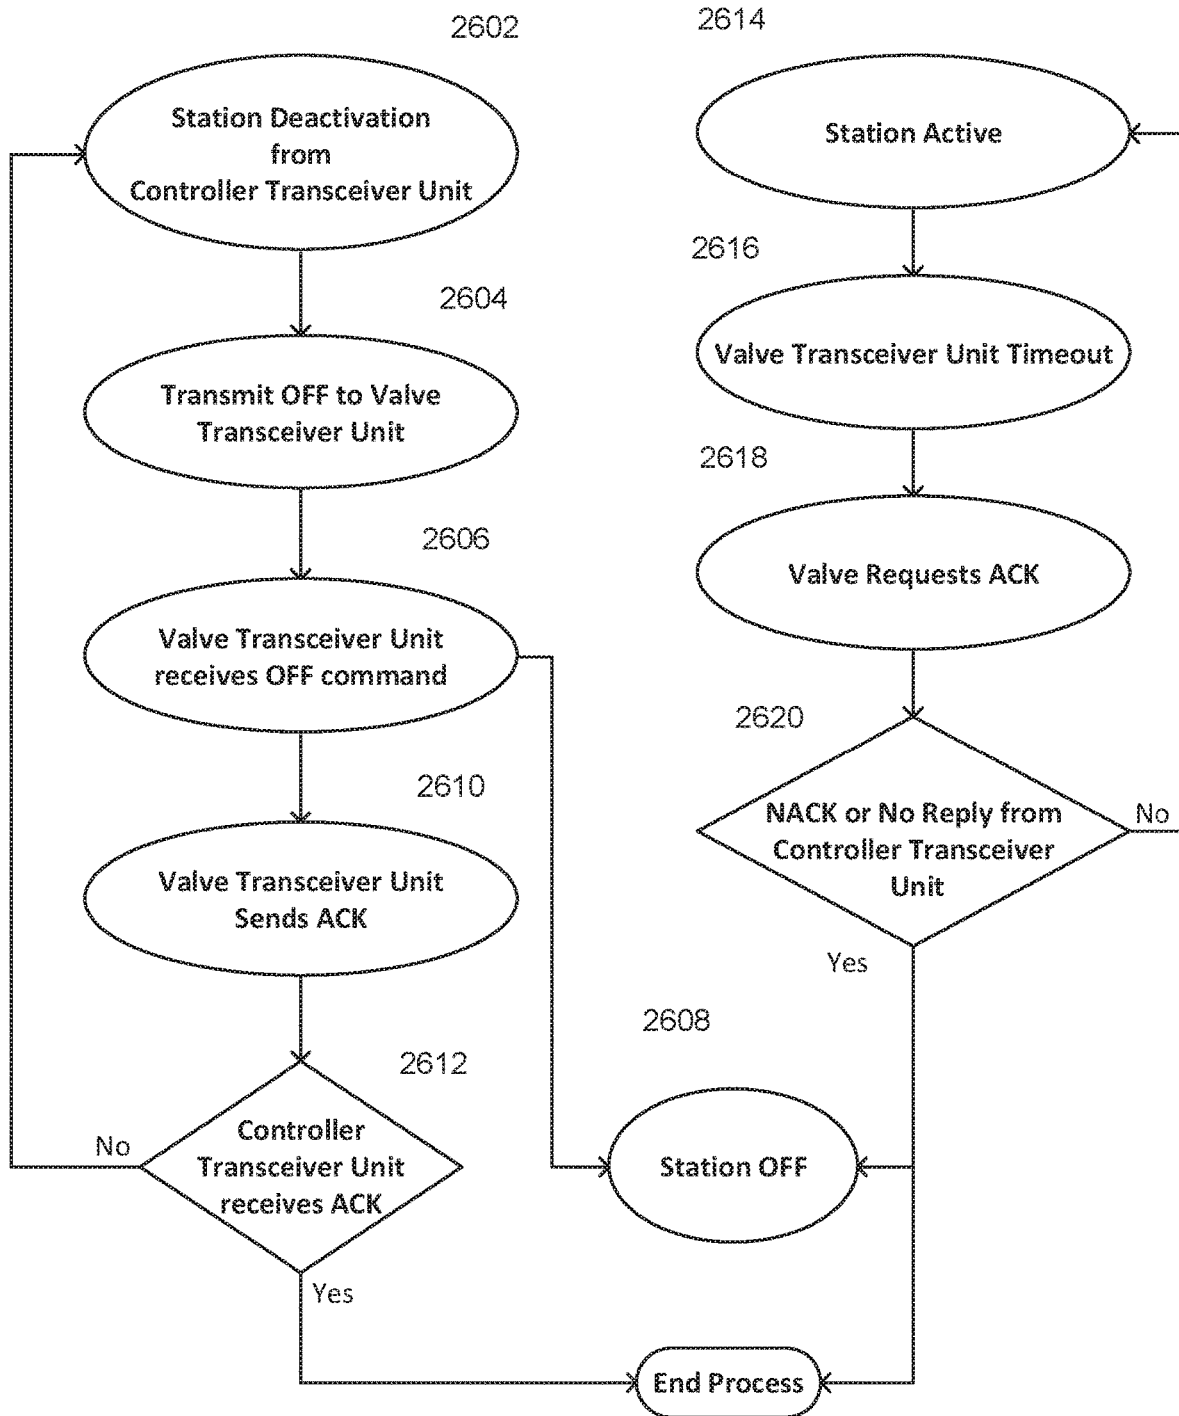 2602
Station Deactivation
from
Controller Transceiver Unit
2604
Transmit OFF to Valve
Transceiver Unit
2606
Valve Transceiver Unit
receives OFF command
2610
Valve Transceiver Unit
Sends ACK
2612
Controller
Transceiver Unit
receives ACK
No
Yes
2614
Station Active
2616
Valve Transceiver Unit Timeout
2618
Valve Requests ACK
2620
NACK or No Reply from
Controller Transceiver
Unit
No
Yes
2608
Station OFF
End Process